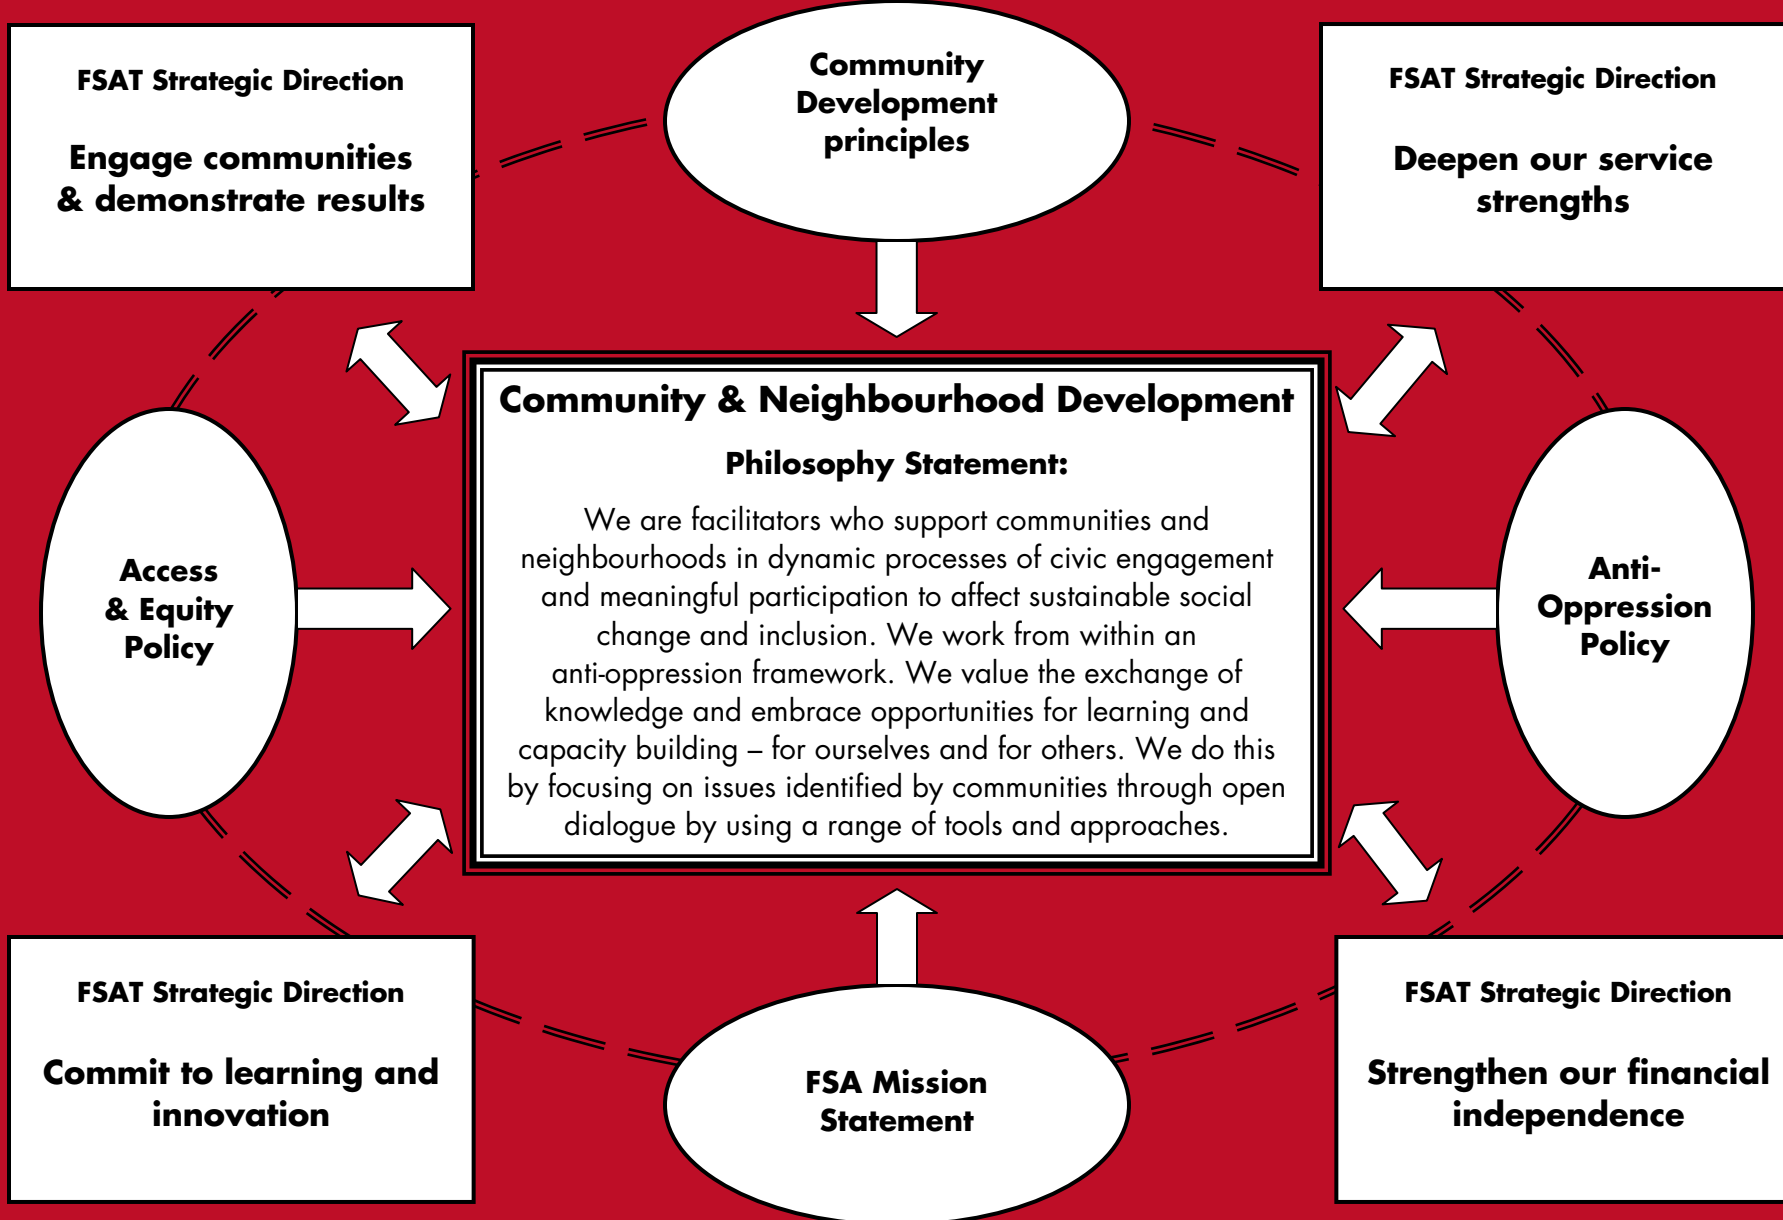 FSAT Strategic Direction
Engage communities
& demonstrate results
Community
Development
principles
FSAT Strategic Direction
Deepen our service
strengths
Community & Neighbourhood Development
Philosophy Statement:
We are facilitators who support communities and
neighbourhoods in dynamic processes of civic engagement
and meaningful participation to affect sustainable social
change and inclusion. We work from within an
anti-oppression framework. We value the exchange of
knowledge and embrace opportunities for learning and
capacity building – for ourselves and for others. We do this
by focusing on issues identified by communities through open
dialogue by using a range of tools and approaches.
Access
& Equity
Policy
Anti-
Oppression
Policy
FSAT Strategic Direction
Commit to learning and
innovation
FSA Mission
Statement
FSAT Strategic Direction
Strengthen our financial
independence